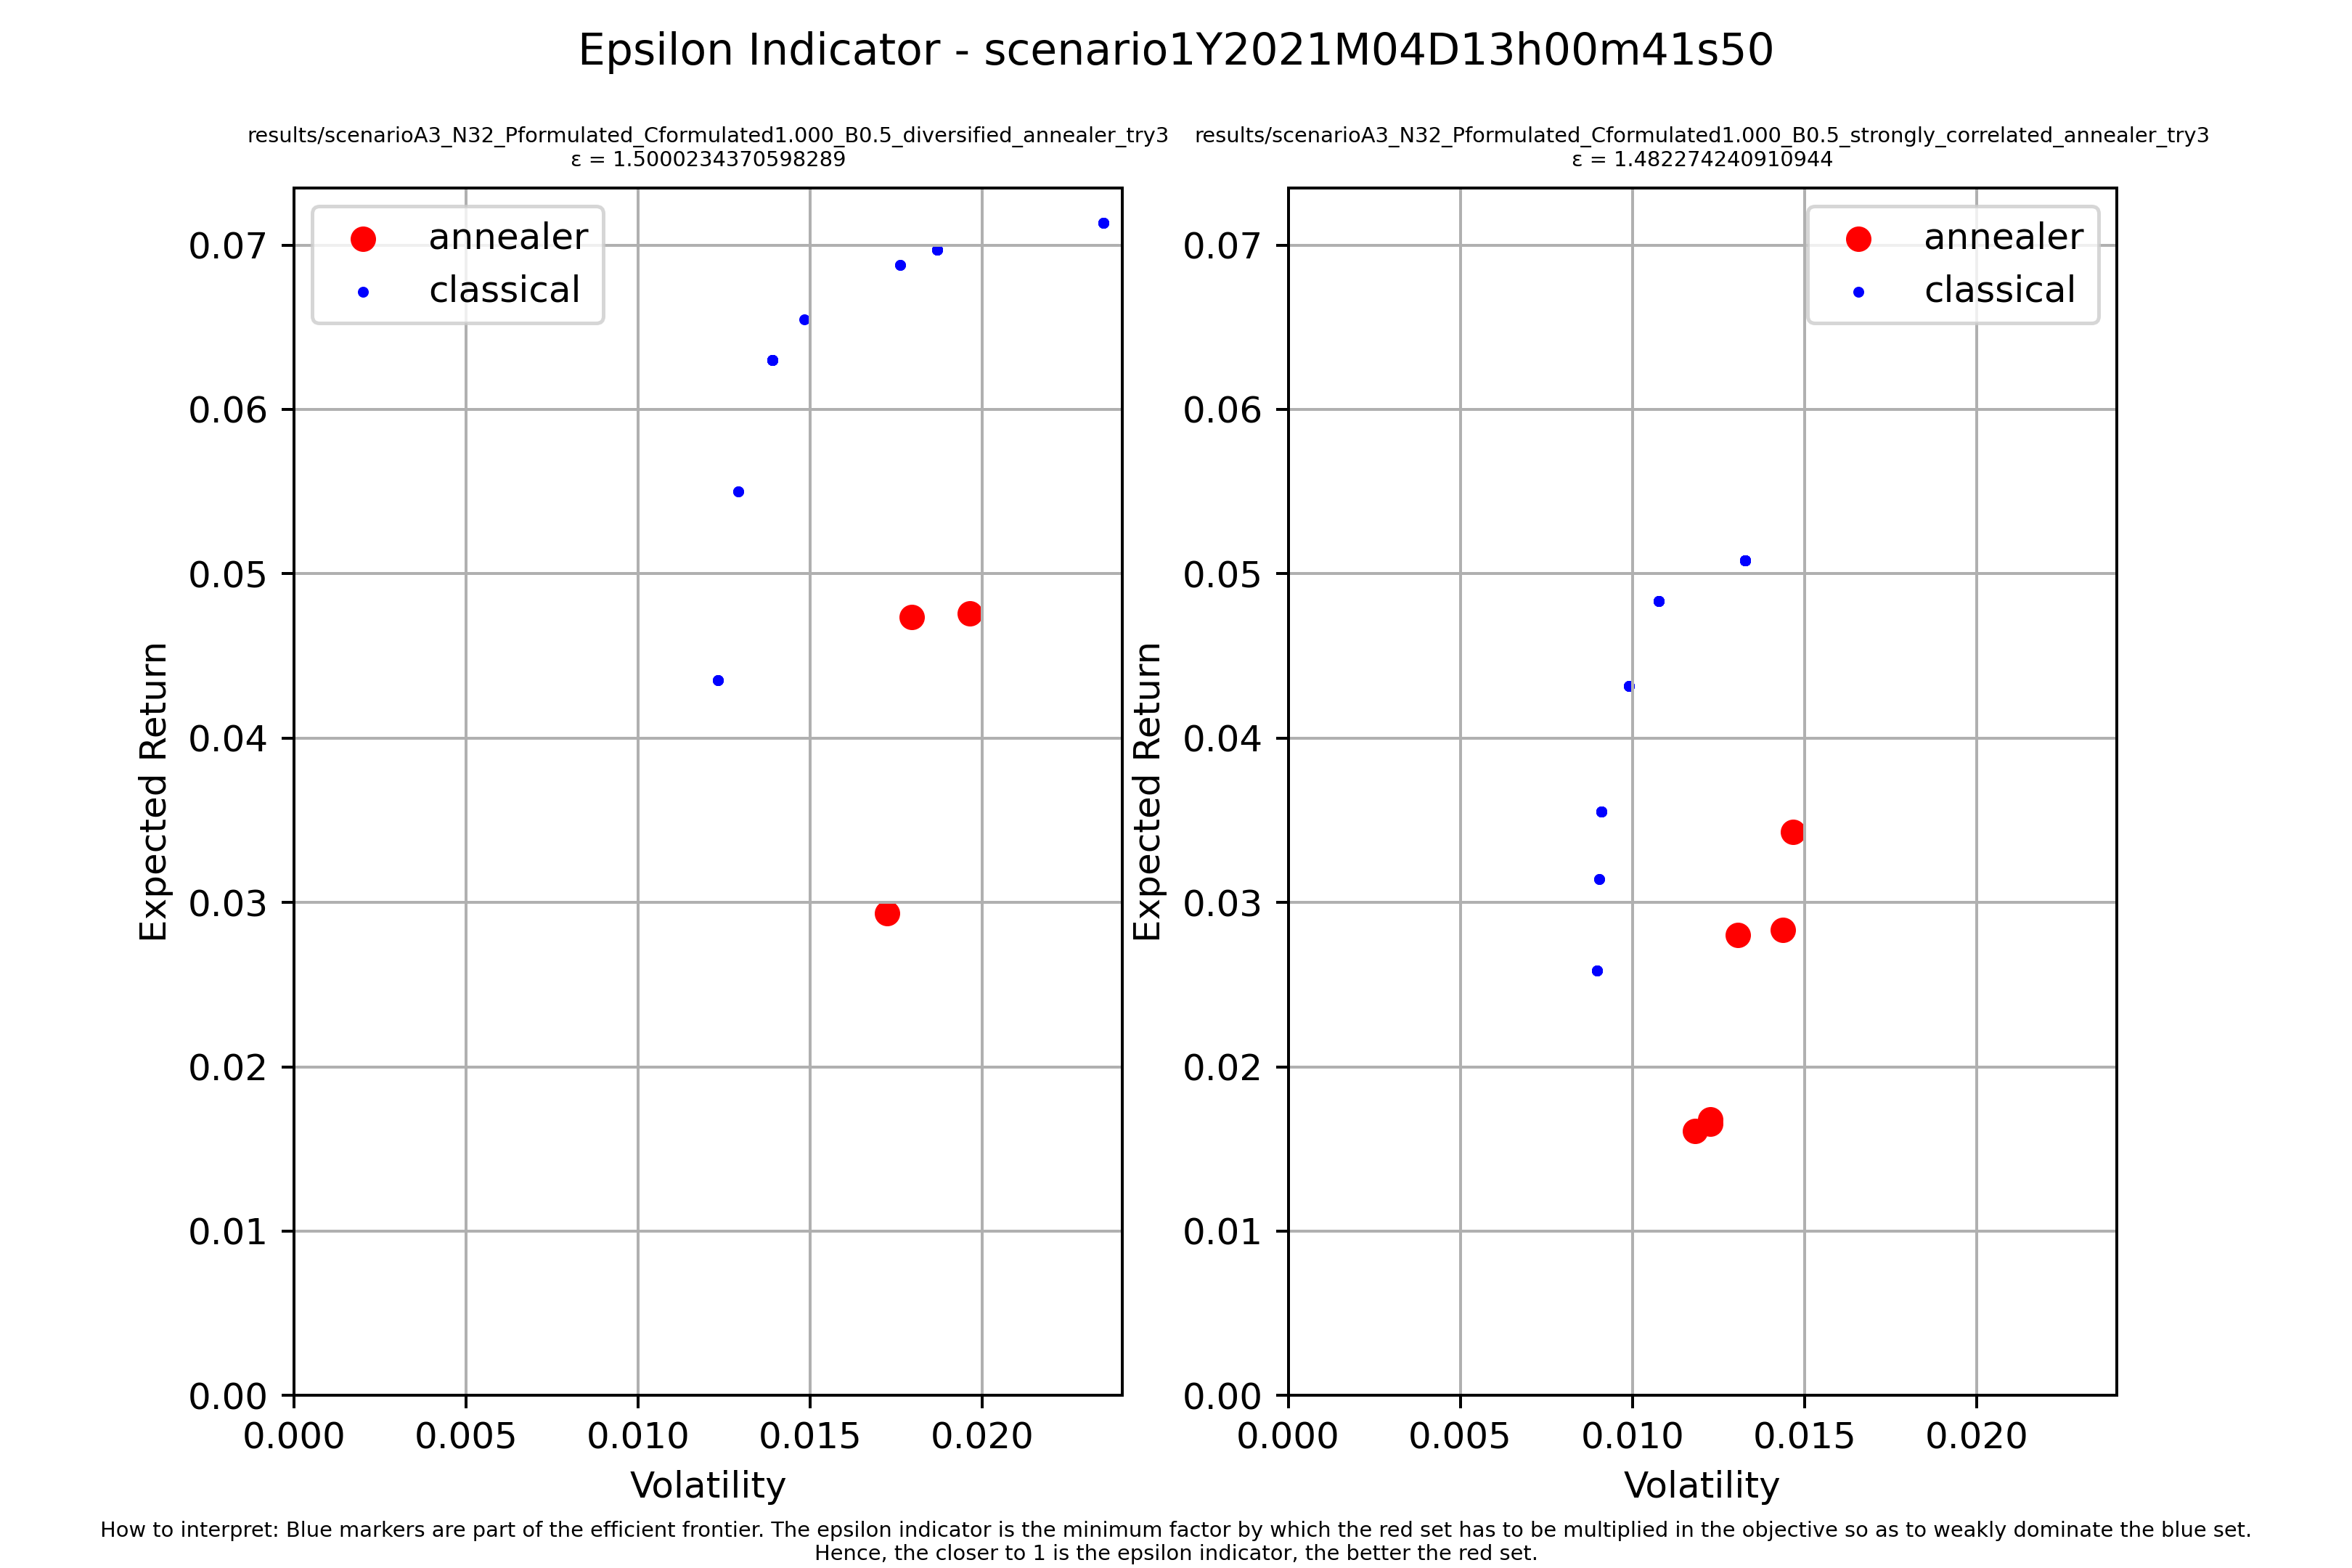 Epsilon Indicator - scenario1Y2021M04D13h00m41s50
results/scenarioA3_N32_Pformulated_Cformulated1.000_B0.5_diversified_annealer_try3
ε = 1.5000234370598289
annealer
classical
0.07
0.06
0.05
0.04
0.03
0.02
0.01
0.00
Expected Return
0.000 0.005 0.010 0.015 0.020
Volatility
results/scenarioA3_N32_Pformulated_Cformulated1.000_B0.5_strongly_correlated_annealer_try3
ε = 1.482274240910944
annealer
classical
0.07
0.06
0.05
0.04
0.03
0.02
0.01
0.00
Expected Return
0.000 0.005 0.010 0.015 0.020
Volatility
How to interpret: Blue markers are part of the efficient frontier. The epsilon indicator is the minimum factor by which the red set has to be multiplied in the objective so as to weakly dominate the blue set.
Hence, the closer to 1 is the epsilon indicator, the better the red set.